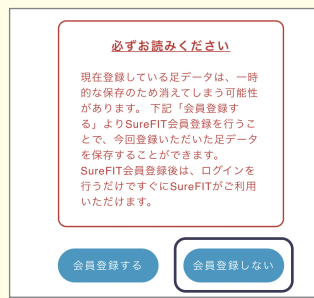 必ずお読みください
現在登録している足データは、一時
的な保存のため消えてしまう可能性
があります。 下記「会員登録す
る」よりSureFIT会員登録を行うこ
とで、今回登録いただいた足データ
を保存することができます。
SureFIT会員登録後は、ログインを
行うだけですぐにSureFITがご利用
いただけます。
会員登録する
会員登録しない